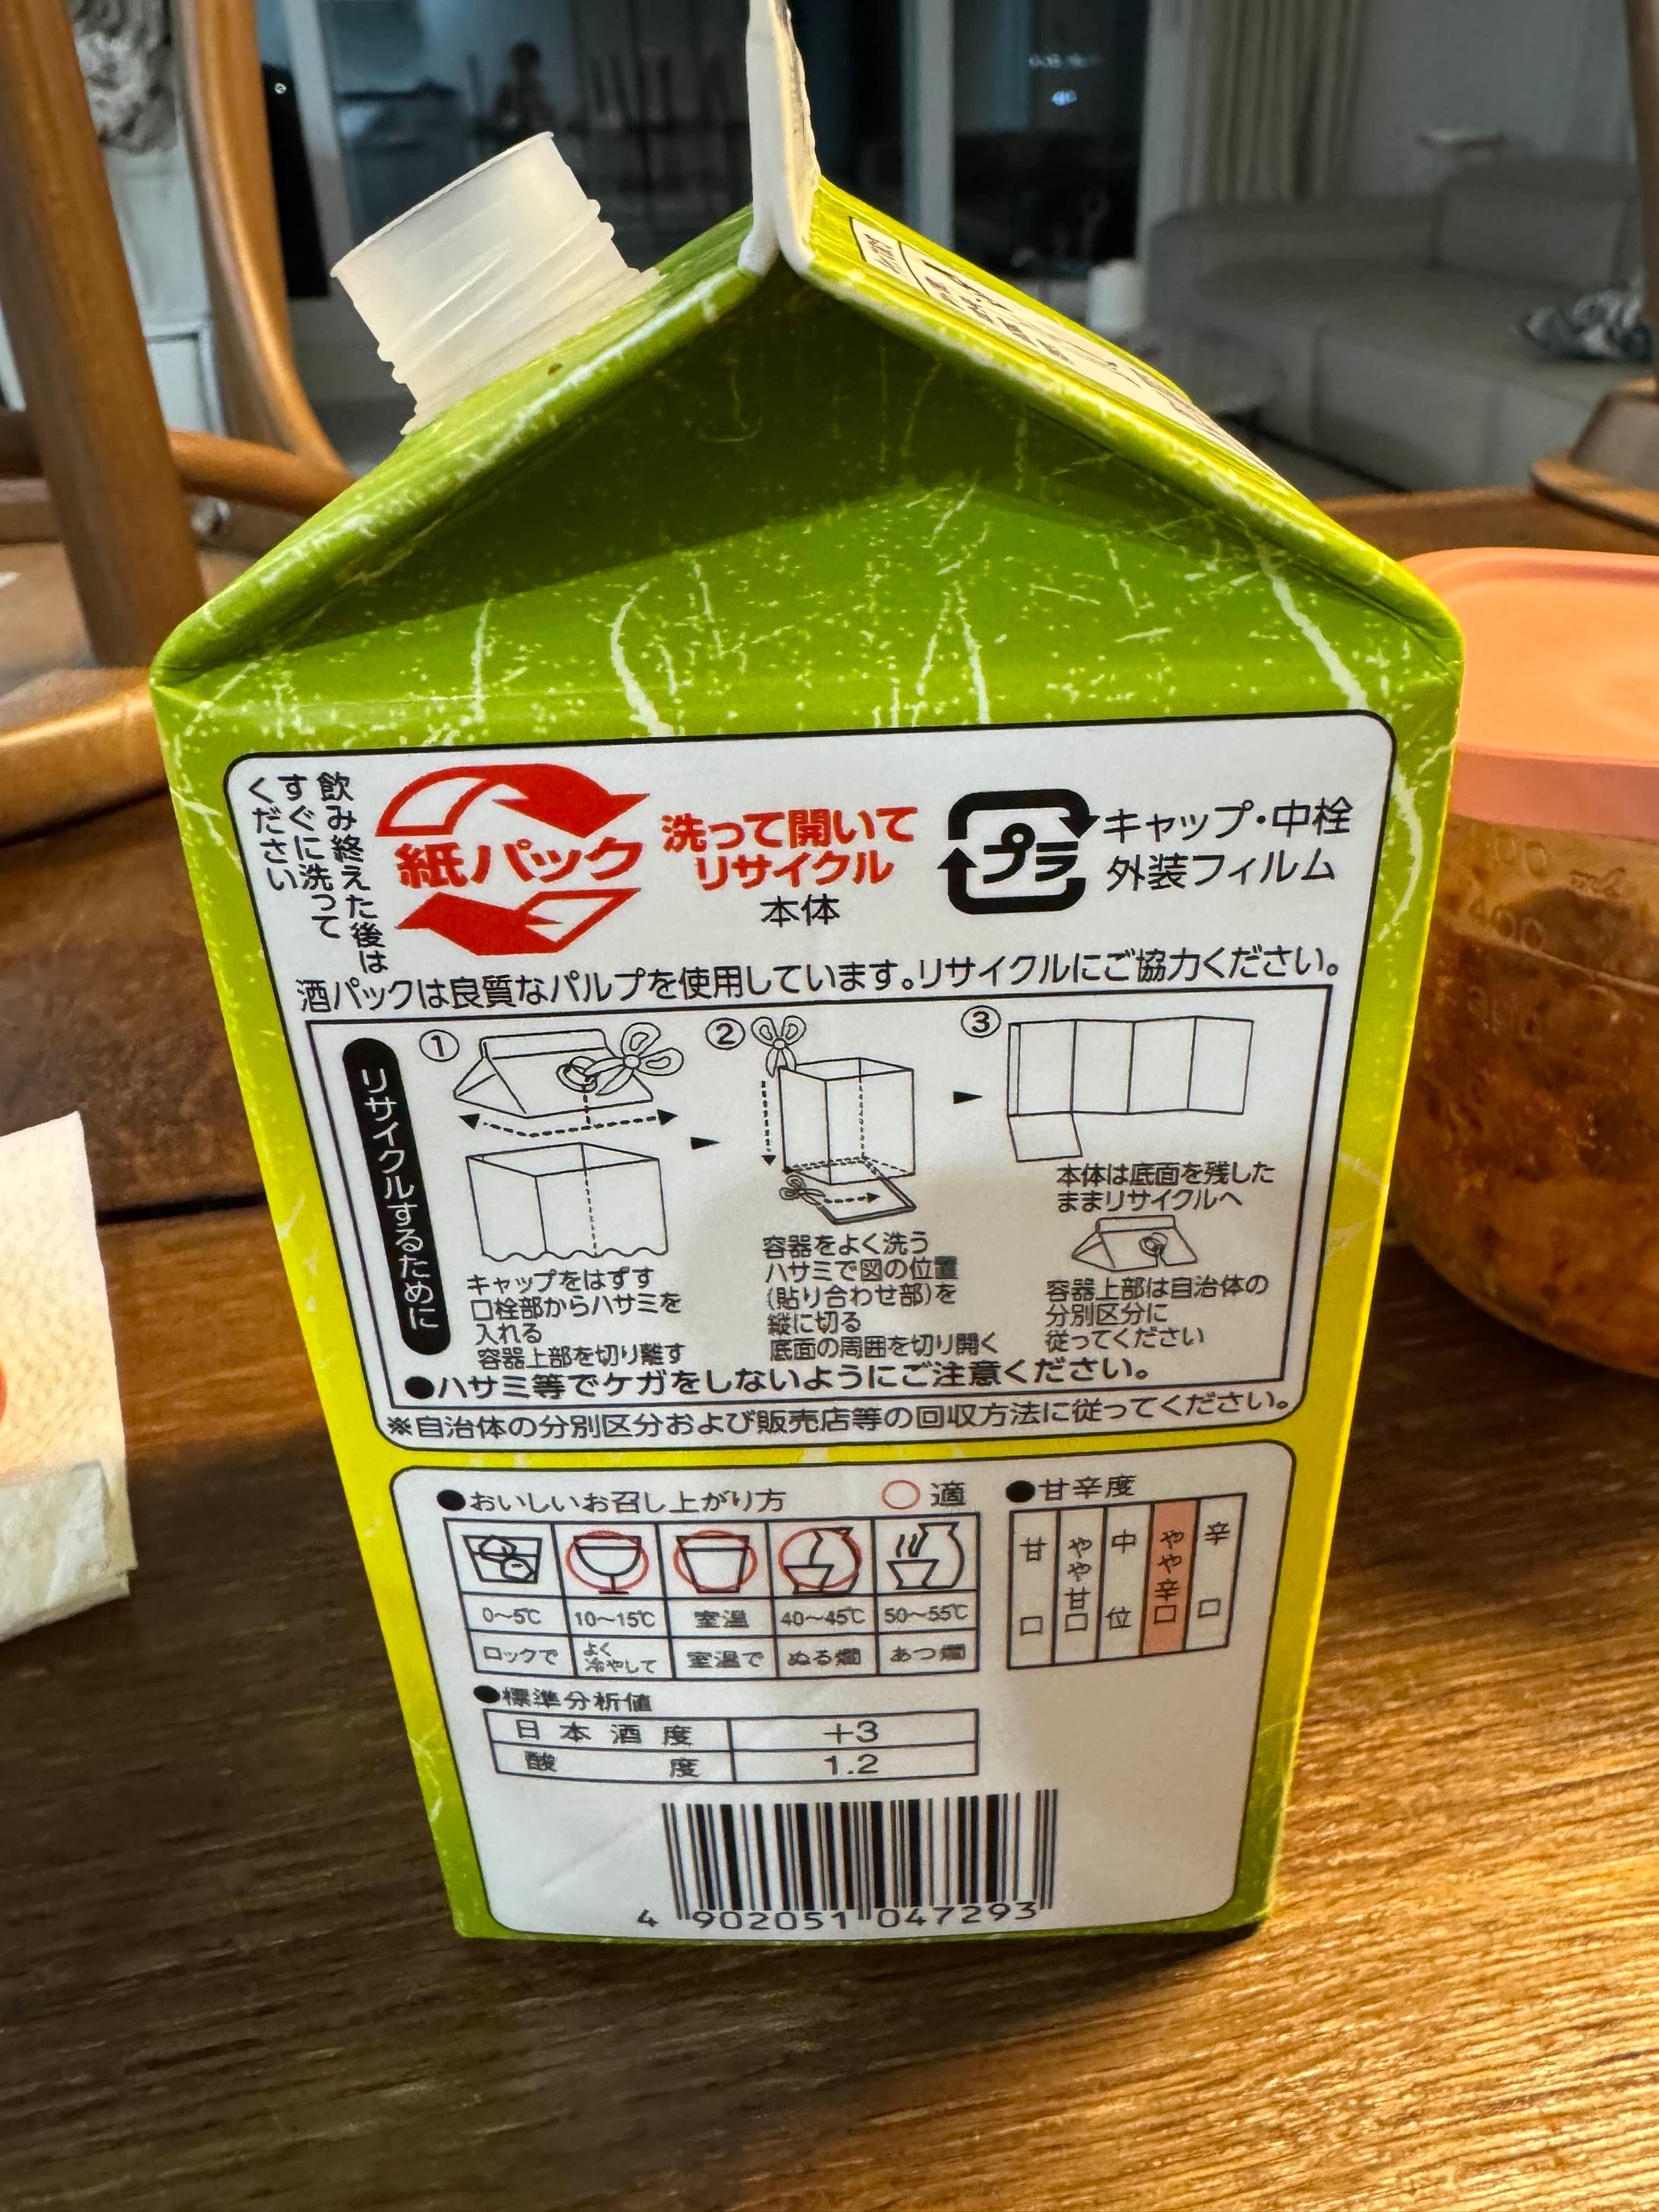 飲み終えた後は
すぐに洗って
ください
紙パック
洗って開いて
リサイクル
本体
プラ
キャップ・中栓
外装フィルム
酒パックは良質なパルプを使用しています。リサイクルにご協力ください。
リサイクルするために
①
キャップをはずす
口栓部からハサミを
入れる
容器上部を切り離す
②
容器をよく洗う
ハサミで図の位置
(貼り合わせ部)を
縦に切る
底面の周囲を切り開く
③
本体は底面を残した
ままリサイクルへ
容器上部は自治体の
分別区分に
従ってください
●ハサミ等でケガをしないようにご注意ください。
※自治体の分別区分および販売店等の回収方法に従ってください。
●おいしいお召し上がり方 ○適
0〜5℃ 10〜15℃ 室温 40〜45℃ 50〜55℃
ロックで よく冷やして 室温で ぬる燗 あつ燗
●甘辛度
甘口 やや甘口 中位 やや辛口 辛口
●標準分析値
日本酒度 +3
酸度 1.2
4 902051 047293